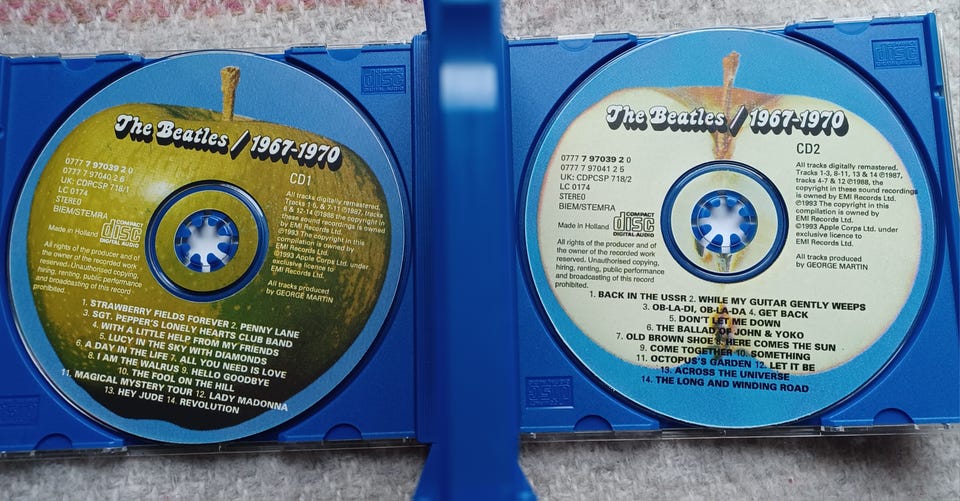 The Beatles / 1967-1970
CD1
0777 7 97039 2 0
0777 7 97040 2 6
UK: CDPCSP 718/1
LC 0174
STEREO
BIEM/STEMRA
Made in Holland
COMPACT
disc
DIGITAL AUDIO
All rights of the producer and of
the owner of the recorded work
reserved. Unauthorised copying,
hiring, renting, public performance
and broadcasting of this record
prohibited.
All tracks digitally remastered.
Tracks 1-5, & 7-11 ℗1987, tracks
6 & 12-14 ℗1988 the copyright in
these sound recordings
is owned by
EMI Records Ltd.
℗1993 The copyright in this
compilation is owned by
EMI Records Ltd.
©1993 Apple Corps Ltd. under
exclusive licence to
EMI Records Ltd.
All tracks produced
by GEORGE MARTIN
1. STRAWBERRY FIELDS FOREVER 2. PENNY LANE
3. SGT. PEPPER'S LONELY HEARTS CLUB BAND
4. WITH A LITTLE HELP FROM MY FRIENDS
5. LUCY IN THE SKY WITH DIAMONDS
6. A DAY IN THE LIFE 7. ALL YOU NEED IS LOVE
8. I AM THE WALRUS 9. HELLO GOODBYE
10. THE FOOL ON THE HILL
11. MAGICAL MYSTERY TOUR 12. LADY MADONNA
13. HEY JUDE 14. REVOLUTION
COMPACT
disc
DIGITAL AUDIO
The Beatles / 1967-1970
CD2
0777 7 97039 2 0
0777 7 97041 2 5
UK: CDPCSP 718/2
LC 0174
STEREO
BIEM/STEMRA
Made in Holland
COMPACT
disc
DIGITAL AUDIO
All rights of the producer and of
the owner of the recorded work
reserved. Unauthorised copying,
hiring, renting, public performance
and broadcasting of this record
prohibited.
All tracks digitally remastered.
Tracks 1-3, 8-11, 13 & 14 ℗1987,
tracks 4-7 & 12 ℗1988, the
copyright in these sound recordings
is owned by EMI Records Ltd.
℗1993 The copyright in this
compilation is owned by
EMI Records Ltd.
©1993 Apple Corps Ltd. under
exclusive licence to
EMI Records Ltd.
All tracks produced
by GEORGE MARTIN
1. BACK IN THE USSR 2. WHILE MY GUITAR GENTLY WEEPS
3. OB-LA-DI, OB-LA-DA 4. GET BACK
5. DON'T LET ME DOWN
6. THE BALLAD OF JOHN & YOKO
7. OLD BROWN SHOE 8. HERE COMES THE SUN
9. COME TOGETHER 10. SOMETHING
11. OCTOPUS'S GARDEN 12. LET IT BE
13. ACROSS THE UNIVERSE
14. THE LONG AND WINDING ROAD
COMPACT
disc
DIGITAL AUDIO